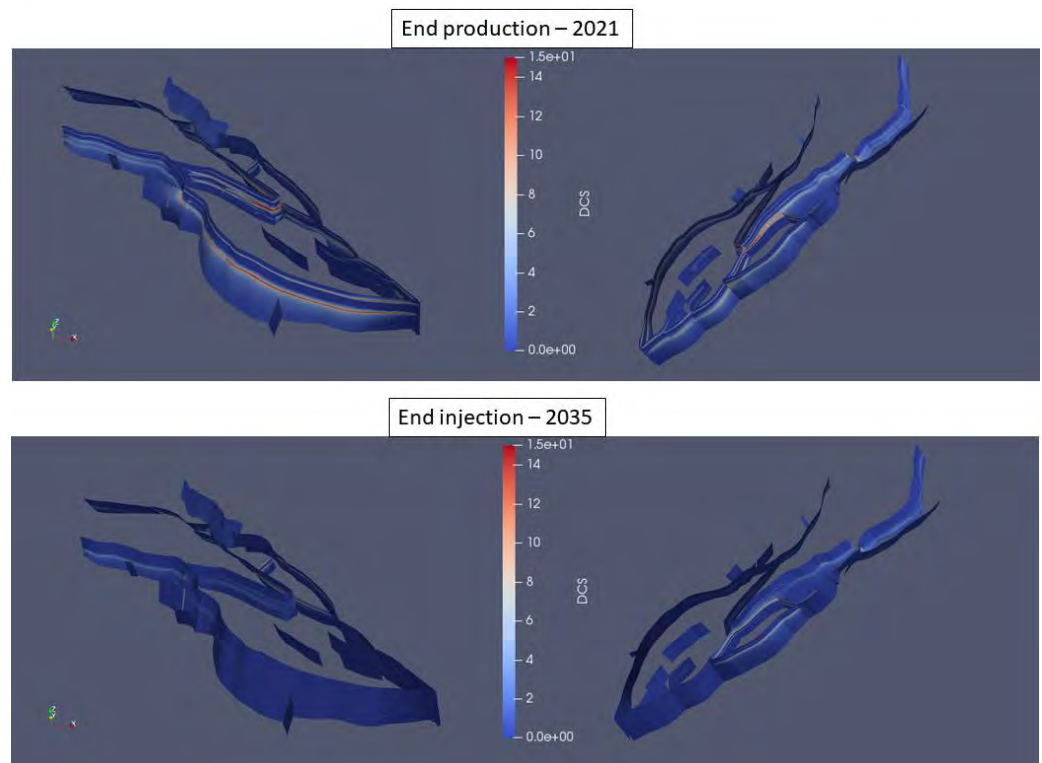 End production – 2021
1.5e+01
14
12
10
8
6
4
2
0.0e+00
DCS
Z
X
End injection – 2035
1.5e+01
14
12
10
8
6
4
2
0.0e+00
DCS
Z
X